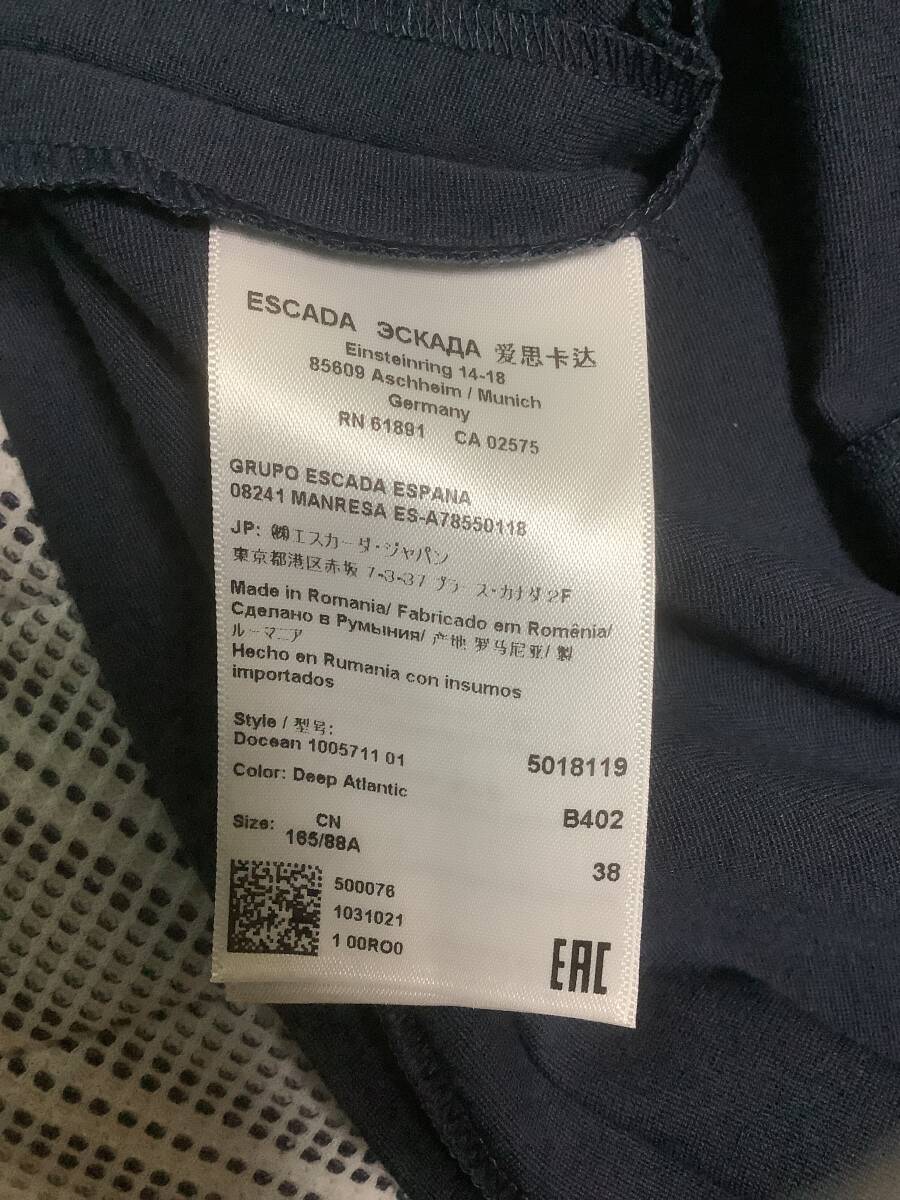 ESCADA ЭСКАДА 爱思卡达
Einsteinring 14-18
85609 Aschheim / Munich
Germany
RN 61891 CA 02575
GRUPO ESCADA ESPANA
08241 MANRESA ES-A78550118
JP: ㈱エスカーダ・ジャパン
東京都港区赤坂 7-3-37 プラース・カナダ 2F
Made in Romania/ Fabricado em Romênia/
Сделано в Румыния/ 产地 罗马尼亚/ 製
ルーマニア
Hecho en Rumania con insumos
importados
Style / 型号:
Docean 1005711 01 5018119
Color: Deep Atlantic B402
Size: CN 38
165/88A
500076
1031021
1 00RO0
EAC